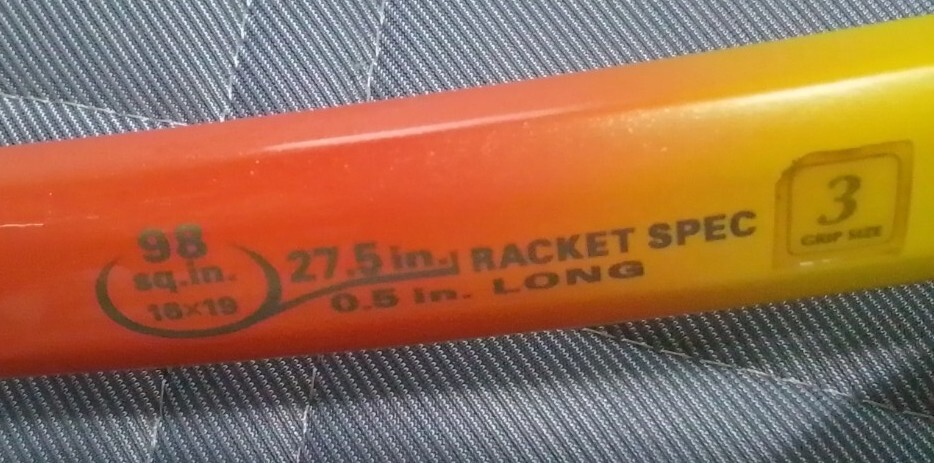 98
sq.in.
16×19
27.5 in. RACKET SPEC
0.5 in. LONG
3
GRIP SIZE